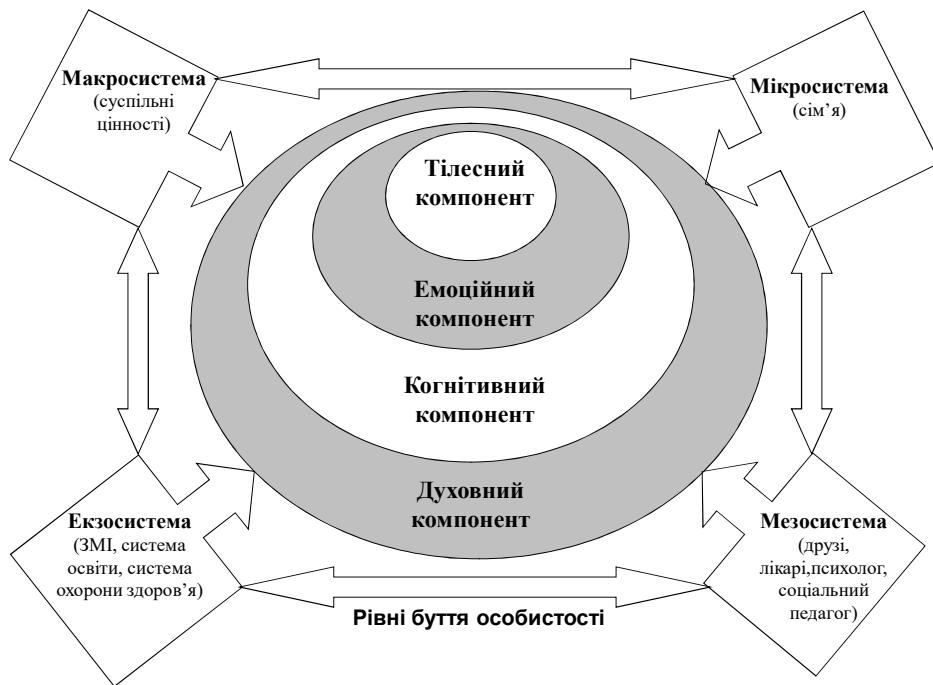 Макросистема
(суспільні
цінності)
Мікросистема
(сім’я)
Тілесний
компонент
Емоційний
компонент
Когнітивний
компонент
Духовний
компонент
Екзосистема
(ЗМІ, система
освіти, система
охорони здоров’я)
Мезосистема
(друзі,
лікарі,психолог,
соціальний
педагог)
Рівні буття особистості